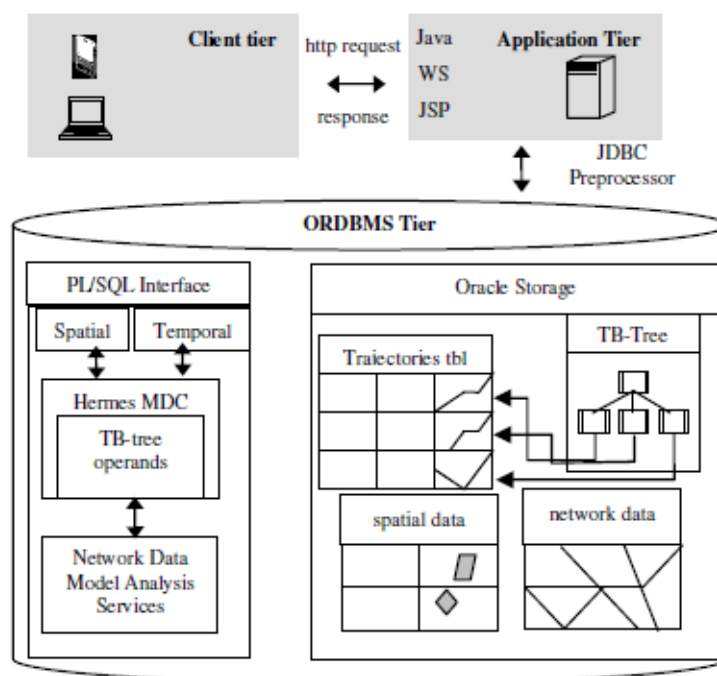 Client tier
http request
response
Java
WS
JSP
Application Tier
JDBC
Preprocessor
ORDBMS Tier
PL/SQL Interface
Spatial
Temporal
Hermes MDC
TB-tree
operands
Network Data
Model Analysis
Services
Oracle Storage
Traiectories tbl
TB-Tree
spatial data
network data